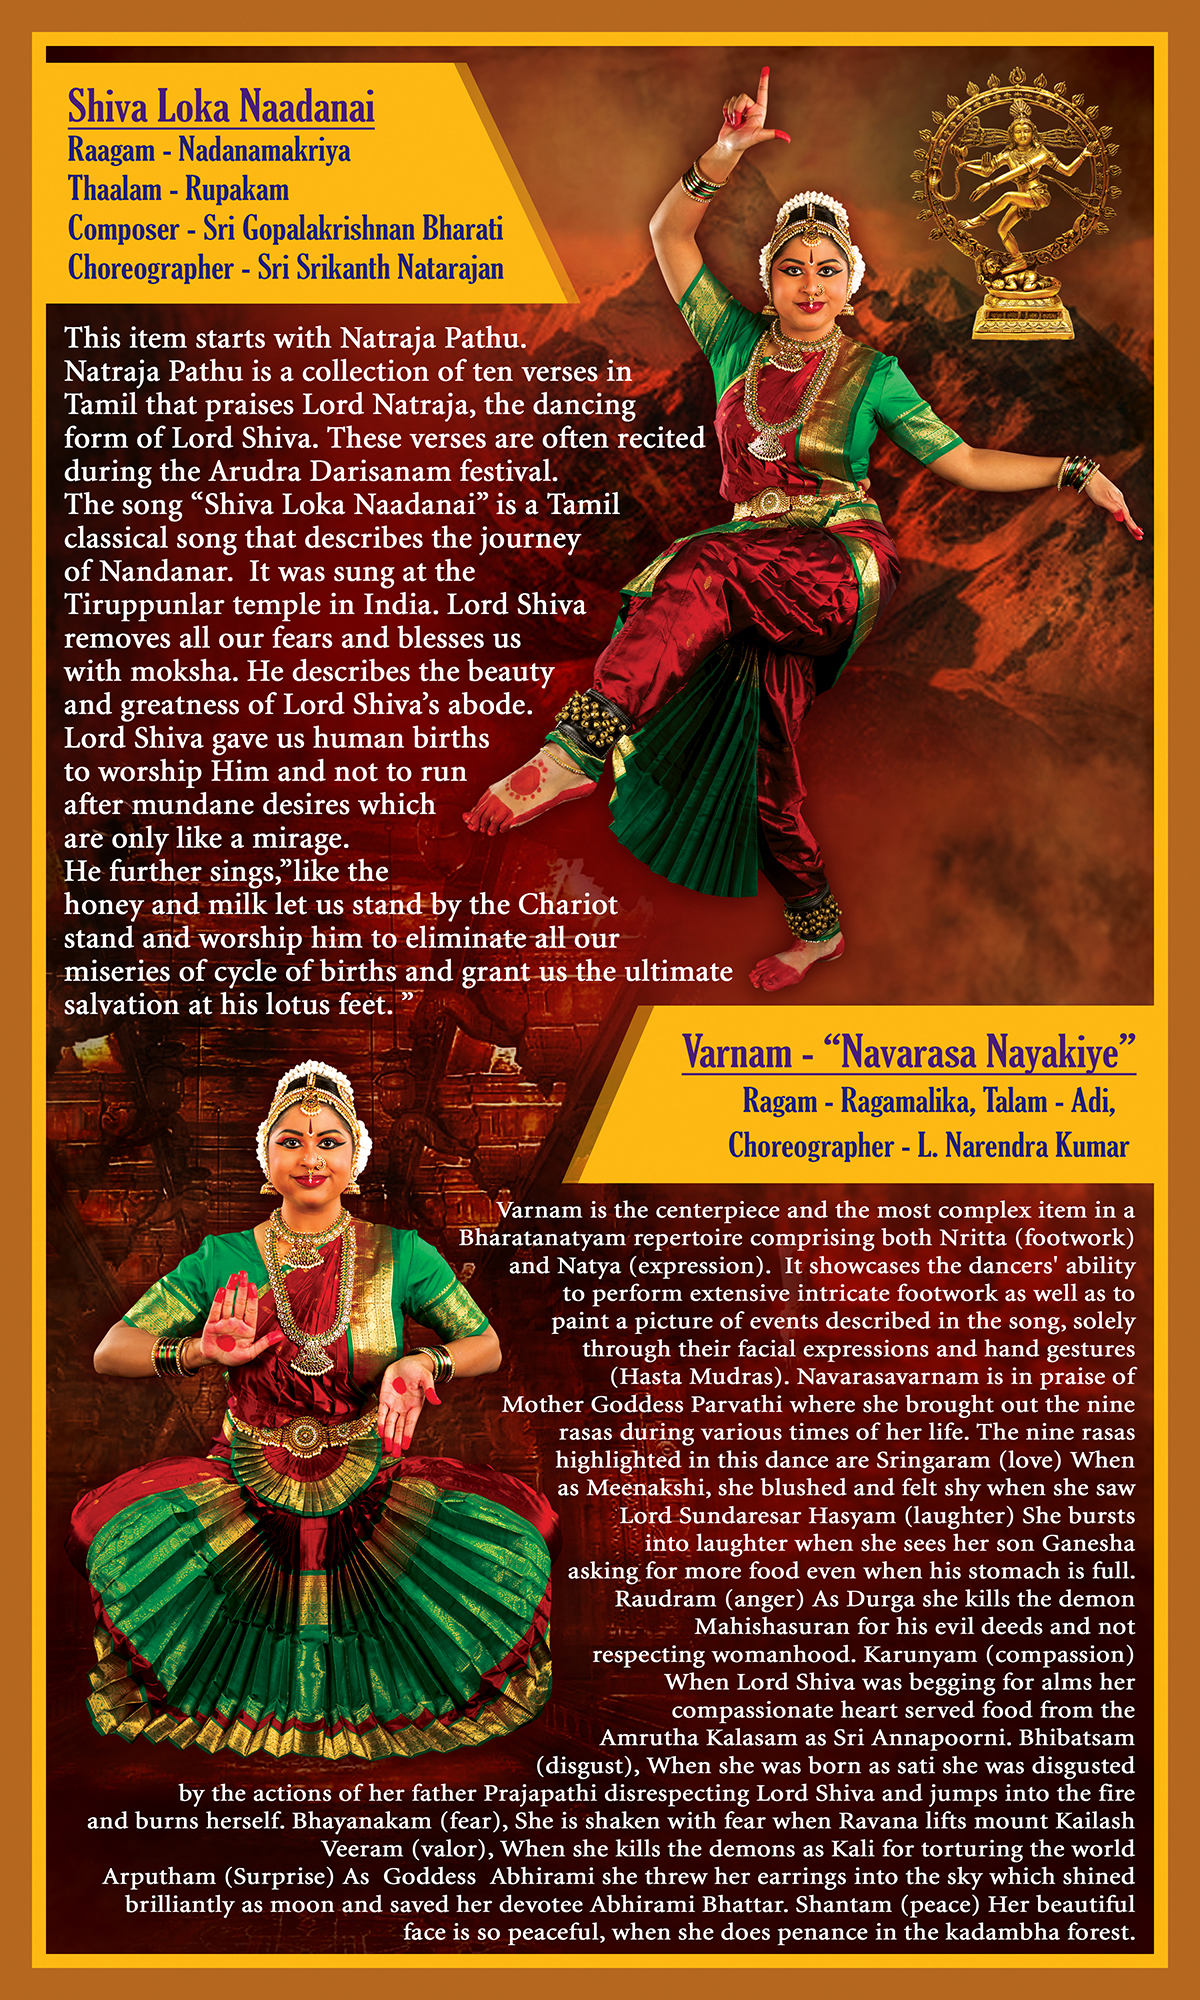 Shiva Loka Naadanai
Raagam - Nadanamakriya
Thaalam - Rupakam
Composer - Sri Gopalakrishnan Bharati
Choreographer - Sri Srikanth Natarajan
This item starts with Natraja Pathu.
Natraja Pathu is a collection of ten verses in
Tamil that praises Lord Natraja, the dancing
form of Lord Shiva. These verses are often recited
during the Arudra Darisanam festival.
The song “Shiva Loka Naadanai” is a Tamil
classical song that describes the journey
of Nandanar.  It was sung at the
Tiruppunlar temple in India. Lord Shiva
removes all our fears and blesses us
with moksha. He describes the beauty
and greatness of Lord Shiva’s abode.
Lord Shiva gave us human births
to worship Him and not to run
after mundane desires which
are only like a mirage.
He further sings,”like the
honey and milk let us stand by the Chariot
stand and worship him to eliminate all our
miseries of cycle of births and grant us the ultimate
salvation at his lotus feet. ”
Varnam - “Navarasa Nayakiye”
Ragam - Ragamalika, Talam - Adi,
Choreographer - L. Narendra Kumar
Varnam is the centerpiece and the most complex item in a
Bharatanatyam repertoire comprising both Nritta (footwork)
and Natya (expression).  It showcases the dancers' ability
to perform extensive intricate footwork as well as to
paint a picture of events described in the song, solely
through their facial expressions and hand gestures
(Hasta Mudras). Navarasavarnam is in praise of
Mother Goddess Parvathi where she brought out the nine
rasas during various times of her life. The nine rasas
highlighted in this dance are Sringaram (love) When
as Meenakshi, she blushed and felt shy when she saw
Lord Sundaresar Hasyam (laughter) She bursts
into laughter when she sees her son Ganesha
asking for more food even when his stomach is full.
Raudram (anger) As Durga she kills the demon
Mahishasuran for his evil deeds and not
respecting womanhood. Karunyam (compassion)
When Lord Shiva was begging for alms her
compassionate heart served food from the
Amrutha Kalasam as Sri Annapoorni. Bhibatsam
(disgust), When she was born as sati she was disgusted
by the actions of her father Prajapathi disrespecting Lord Shiva and jumps into the fire
and burns herself. Bhayanakam (fear), She is shaken with fear when Ravana lifts mount Kailash
Veeram (valor), When she kills the demons as Kali for torturing the world
Arputham (Surprise) As  Goddess  Abhirami she threw her earrings into the sky which shined
brilliantly as moon and saved her devotee Abhirami Bhattar. Shantam (peace) Her beautiful
face is so peaceful, when she does penance in the kadambha forest.